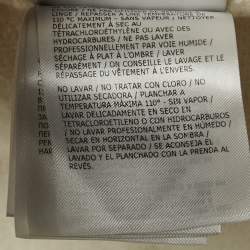 LINGE / REPASSER À UNE TEMPÉRATURE DE
110 °C MAXIMUM - SANS VAPEUR / NETTOYER
DÉLICATEMENT À SEC AU
TÉTRACHLOROÉTHYLÈNE OU AVEC DES
HYDROCARBURES / NE PAS LAVER
PROFESSIONNELLEMENT PAR VOIE HUMIDE /
SÉCHAGE À PLAT À L'OMBRE / LAVER
SÉPARÉMENT / ON CONSEILLE LE LAVAGE ET LE
REPASSAGE DU VÊTEMENT À L'ENVERS.
NO LAVAR / NO TRATAR CON CLORO / NO
UTILIZAR SECADORA / PLANCHAR A
TEMPERATURA MÁXIMA 110° - SIN VAPOR /
LAVAR DELICADAMENTE EN SECO EN
TETRACLOROETILENO O CON HIDROCARBUROS
/ NO LAVAR PROFESIONALMENTE EN HÚMEDO /
SECAR EN HORIZONTAL EN LA SOMBRA /
LAVAR POR SEPARADO / SE ACONSEJA EL
LAVADO Y EL PLANCHADO CON LA PRENDA AL
REVÉS.